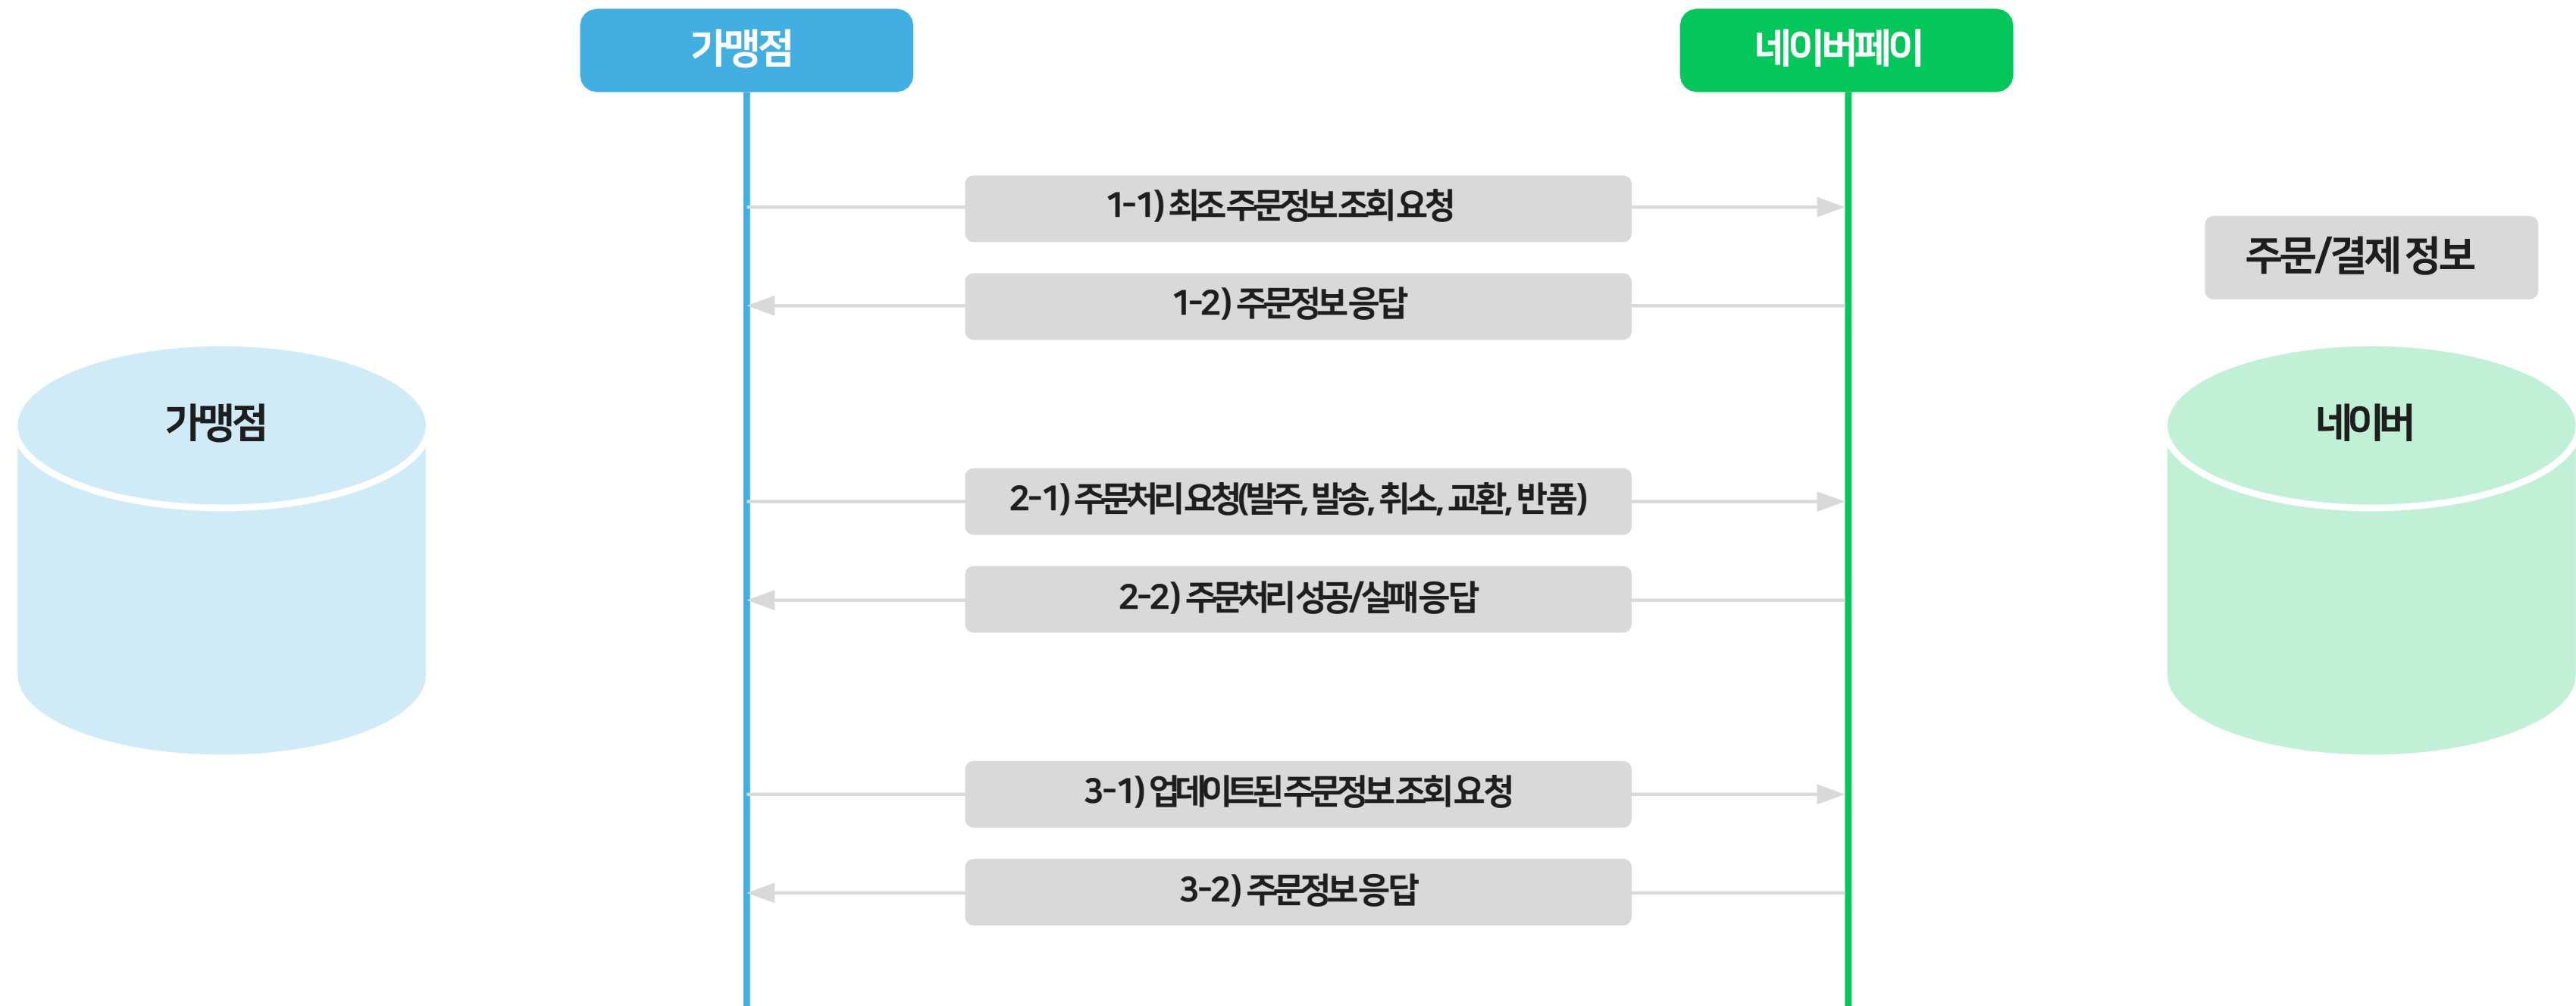 가맹점
네이버페이
1-1) 최조 주문정보 조회 요청
주문/결제 정보
1-2) 주문정보 응답
가맹점
네이버
2-1) 주문처리 요청(발주, 발송, 취소, 교환, 반품)
2-2) 주문처리 성공/실패 응답
3-1) 업데이트된 주문정보 조회 요청
3-2) 주문정보 응답